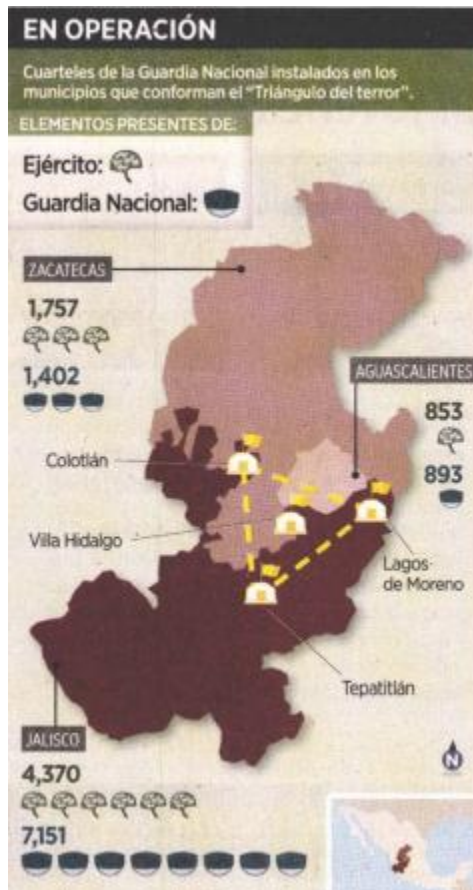 EN OPERACIÓN
Cuarteles de la Guardia Nacional instalados en los
municipios que conforman el "Triángulo del terror".
ELEMENTOS PRESENTES DE:
Ejército:
Guardia Nacional:
ZACATECAS
1,757
1,402
AGUASCALIENTES
853
893
Colotlán
Villa Hidalgo
Lagos
de Moreno
Tepatitlán
JALISCO
4,370
7,151
N